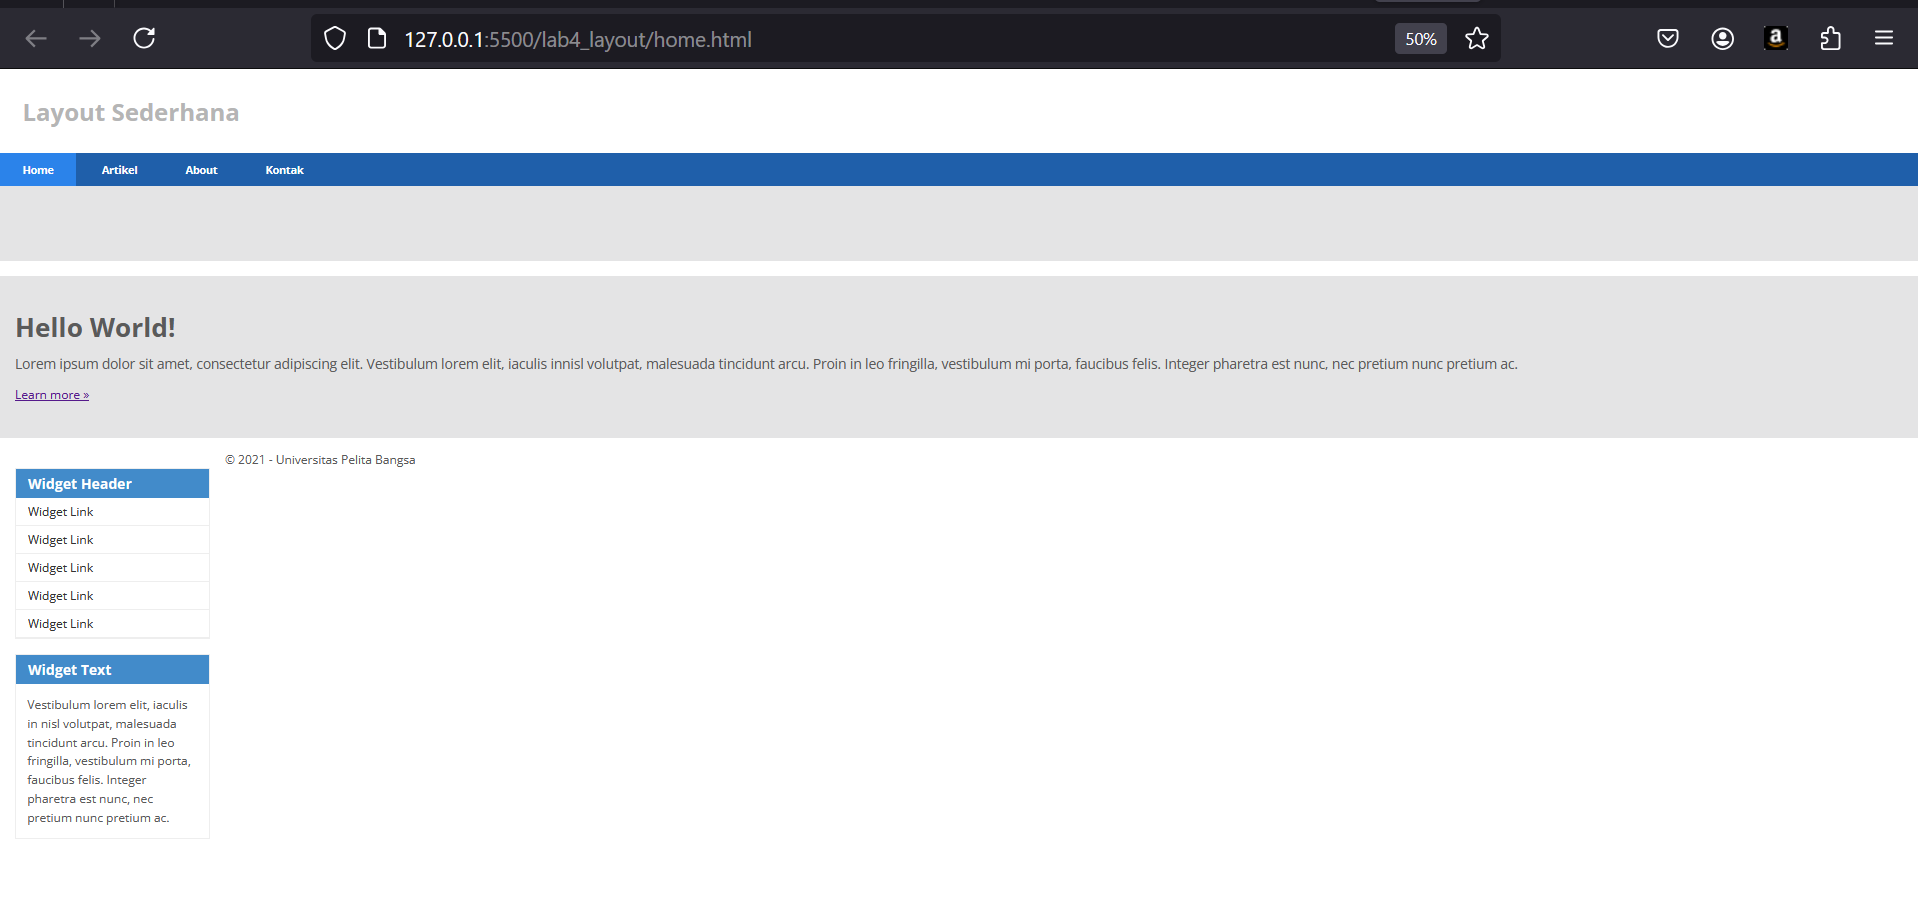 127.0.0.1:5500/lab4_layout/home.html
50%
Layout Sederhana
Home Artikel About Kontak
Hello World!
Lorem ipsum dolor sit amet, consectetur adipiscing elit. Vestibulum lorem elit, iaculis innisl volutpat, malesuada tincidunt arcu. Proin in leo fringilla, vestibulum mi porta, faucibus felis. Integer pharetra est nunc, nec pretium nunc pretium ac.
Learn more »
© 2021 - Universitas Pelita Bangsa
Widget Header
Widget Link
Widget Link
Widget Link
Widget Link
Widget Link
Widget Text
Vestibulum lorem elit, iaculis
in nisl volutpat, malesuada
tincidunt arcu. Proin in leo
fringilla, vestibulum mi porta,
faucibus felis. Integer
pharetra est nunc, nec
pretium nunc pretium ac.